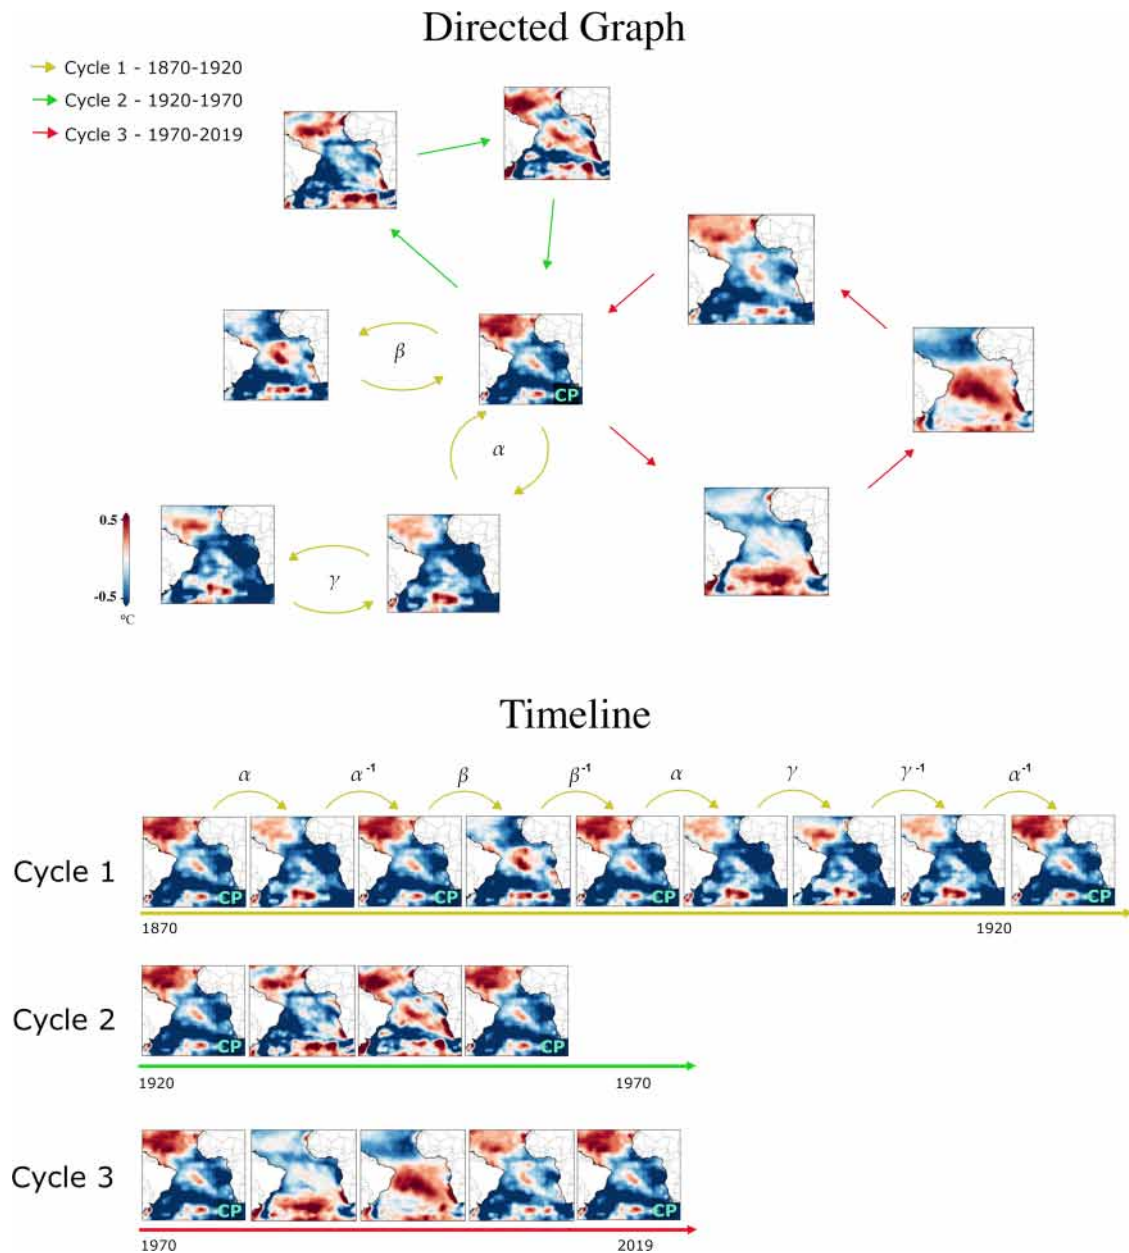 Directed Graph
Cycle 1 - 1870-1920
Cycle 2 - 1920-1970
Cycle 3 - 1970-2019
β
CP
α
0.5
γ
-0.5
°C
Timeline
α α⁻¹ β β⁻¹ α γ γ⁻¹ α⁻¹
Cycle 1
CP CP CP CP
1870 1920
Cycle 2
CP CP
1920 1970
Cycle 3
CP CP
1970 2019